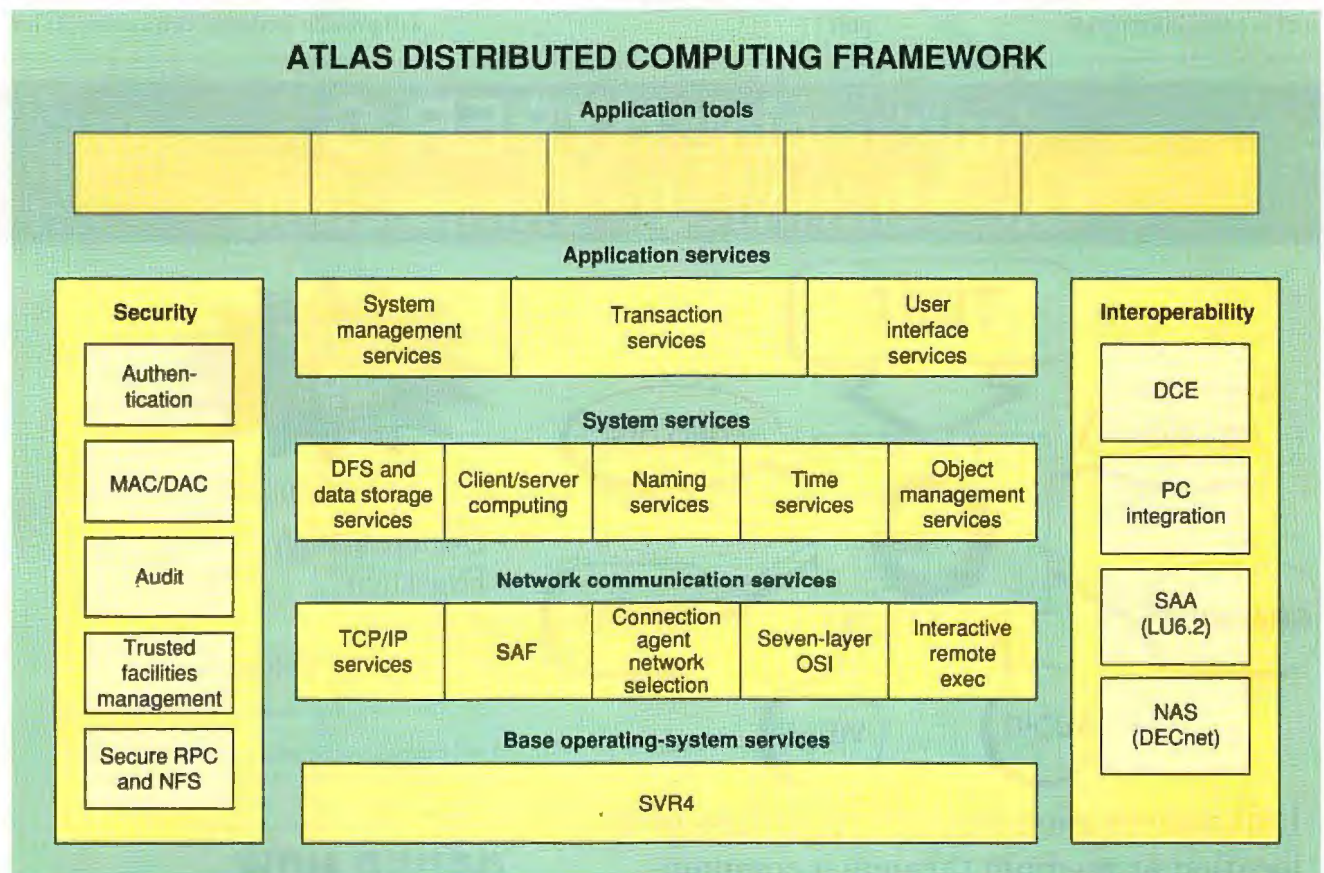 ATLAS DISTRIBUTED COMPUTING FRAMEWORK
Application tools
Application services
Security
Authen-
tication
MAC/DAC
Audit
Trusted
facilities
management
Secure RPC
and NFS
System
management
services
Transaction
services
User
interface
services
System services
DFS and
data storage
services
Client/server
computing
Naming
services
Time
services
Object
management
services
Network communication services
TCP/IP
services
SAF
Connection
agent
network
selection
Seven-layer
OSI
Interactive
remote
exec
Base operating-system services
SVR4
Interoperability
DCE
PC
integration
SAA
(LU6.2)
NAS
(DECnet)